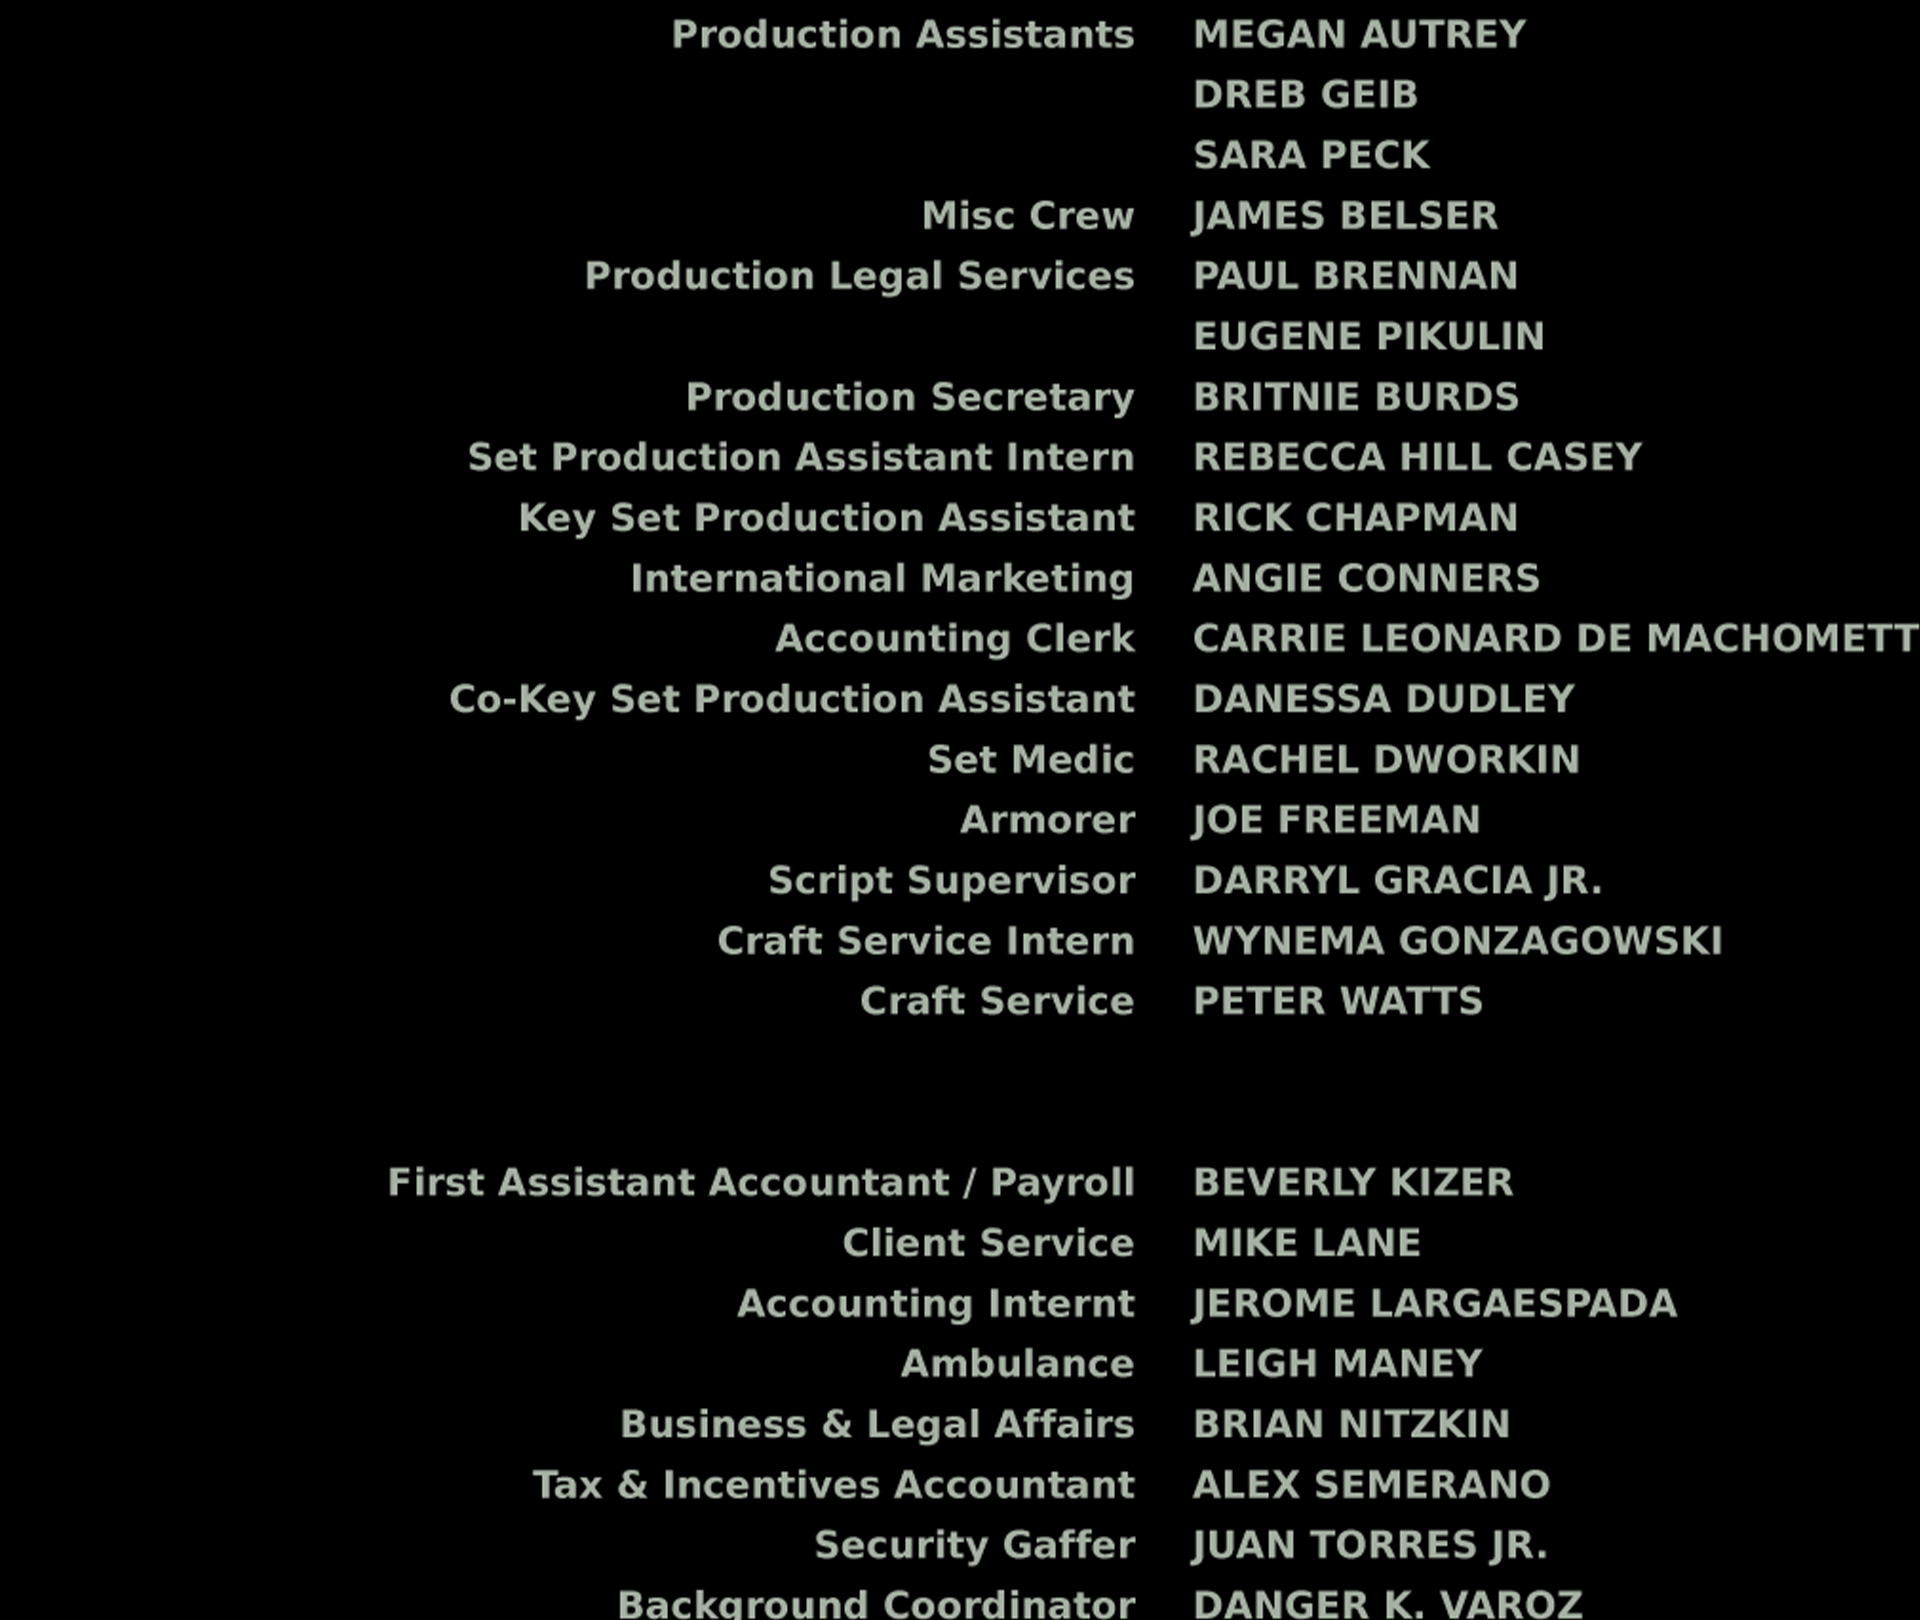 Production Assistants MEGAN AUTREY
DREB GEIB
SARA PECK
Misc Crew JAMES BELSER
Production Legal Services PAUL BRENNAN
EUGENE PIKULIN
Production Secretary BRITNIE BURDS
Set Production Assistant Intern REBECCA HILL CASEY
Key Set Production Assistant RICK CHAPMAN
International Marketing ANGIE CONNERS
Accounting Clerk CARRIE LEONARD DE MACHOMETT
Co-Key Set Production Assistant DANESSA DUDLEY
Set Medic RACHEL DWORKIN
Armorer JOE FREEMAN
Script Supervisor DARRYL GRACIA JR.
Craft Service Intern WYNEMA GONZAGOWSKI
Craft Service PETER WATTS
First Assistant Accountant / Payroll BEVERLY KIZER
Client Service MIKE LANE
Accounting Internt JEROME LARGAESPADA
Ambulance LEIGH MANEY
Business & Legal Affairs BRIAN NITZKIN
Tax & Incentives Accountant ALEX SEMERANO
Security Gaffer JUAN TORRES JR.
Background Coordinator DANGER K. VAROZ